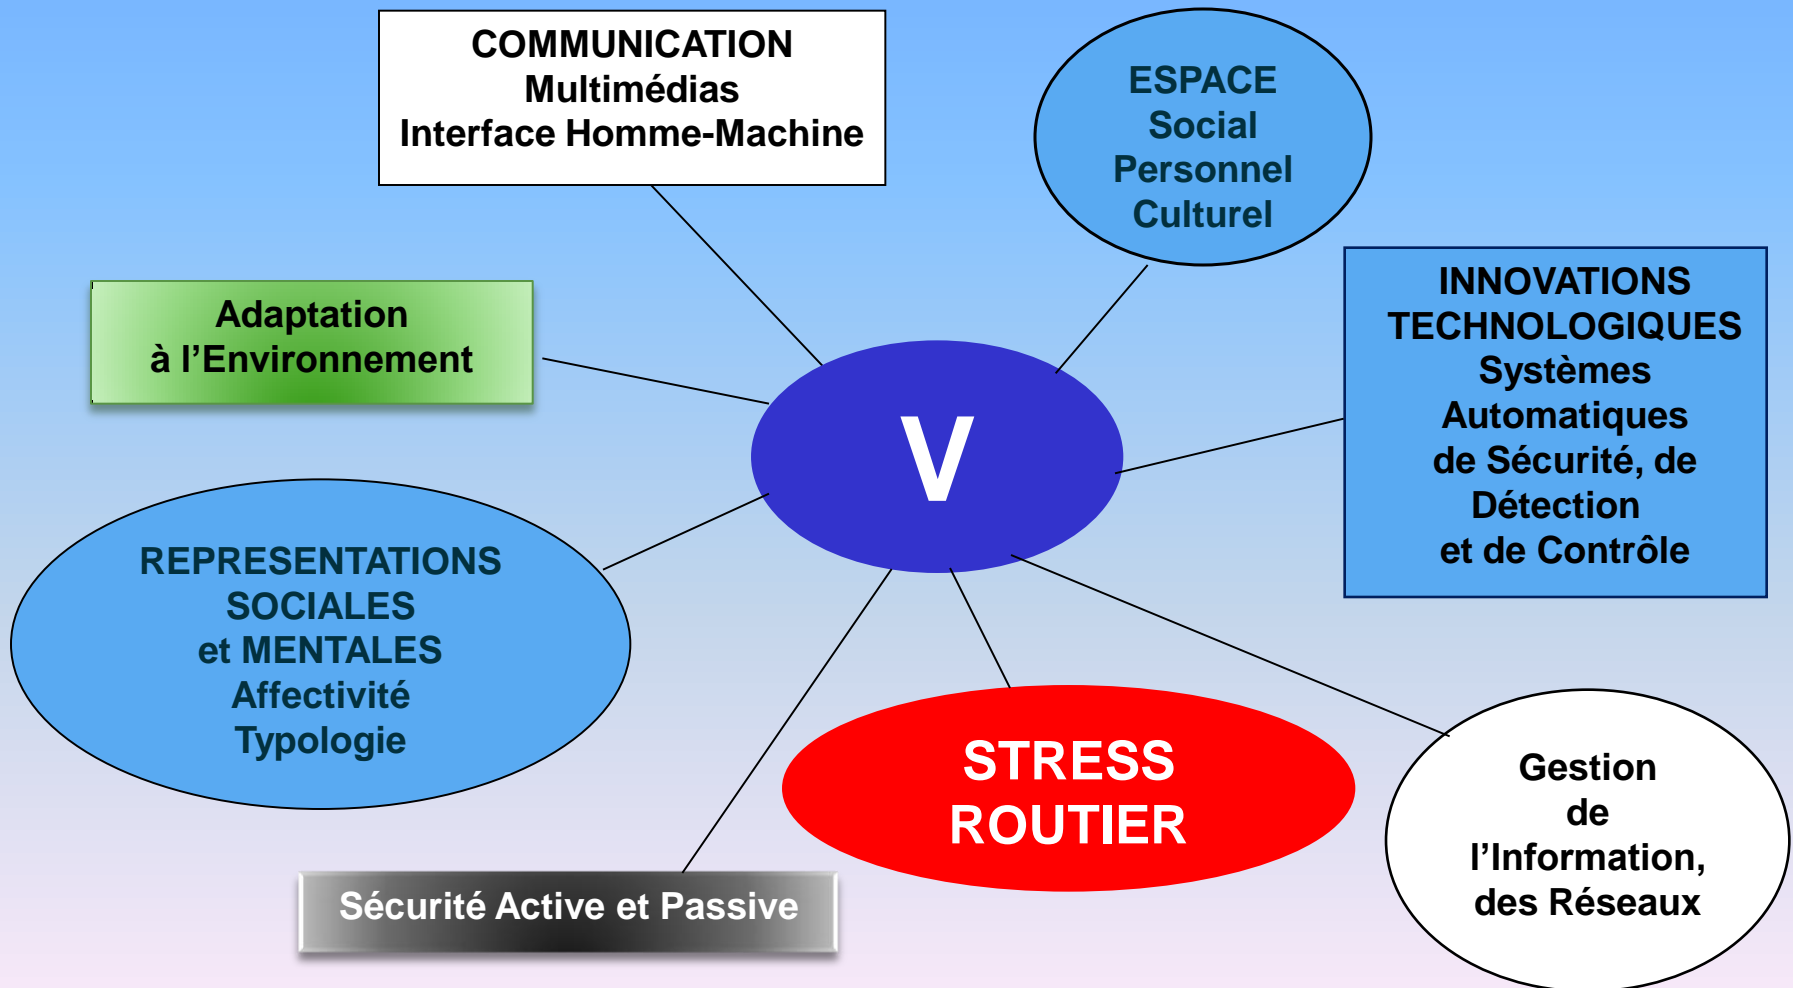 COMMUNICATION
Multimédias
Interface Homme-Machine
ESPACE
Social
Personnel
Culturel
Adaptation
à l’Environnement
INNOVATIONS
TECHNOLOGIQUES
Systèmes
Automatiques
de Sécurité, de
Détection
et de Contrôle
V
REPRESENTATIONS
SOCIALES
et MENTALES
Affectivité
Typologie
STRESS
ROUTIER
Gestion
de
l’Information,
des Réseaux
Sécurité Active et Passive